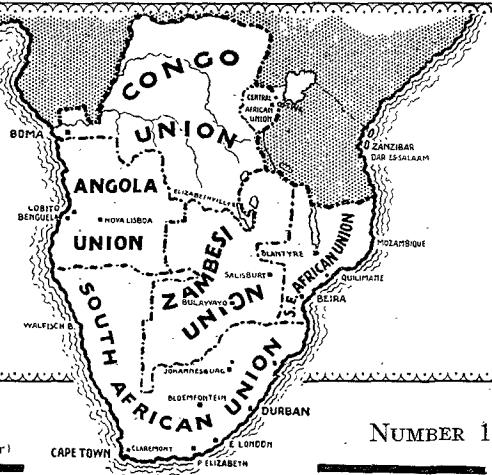 CONGO
UNION
CENTRAL
AFRICAN
UNION
BOMA
ZANZIBAR
DAR ES SALAAM
ANGOLA
ELIZABETHVILLE
LOBITO
BENGUELA
NOVA LISBOA
UNION
MOZAMBIQUE
BLANTYRE
S.E. AFRICAN UNION
ZAMBESI
UNION
SALISBURY
QUILIMANE
BULAWAYO
BEIRA
WALFISCH B.
SOUTH AFRICAN UNION
JOHANNESBURG
BLOEMFONTEIN
DURBAN
NUMBER 1
CAPE TOWN
CLAREMONT
E. LONDON
P. ELIZABETH
r)